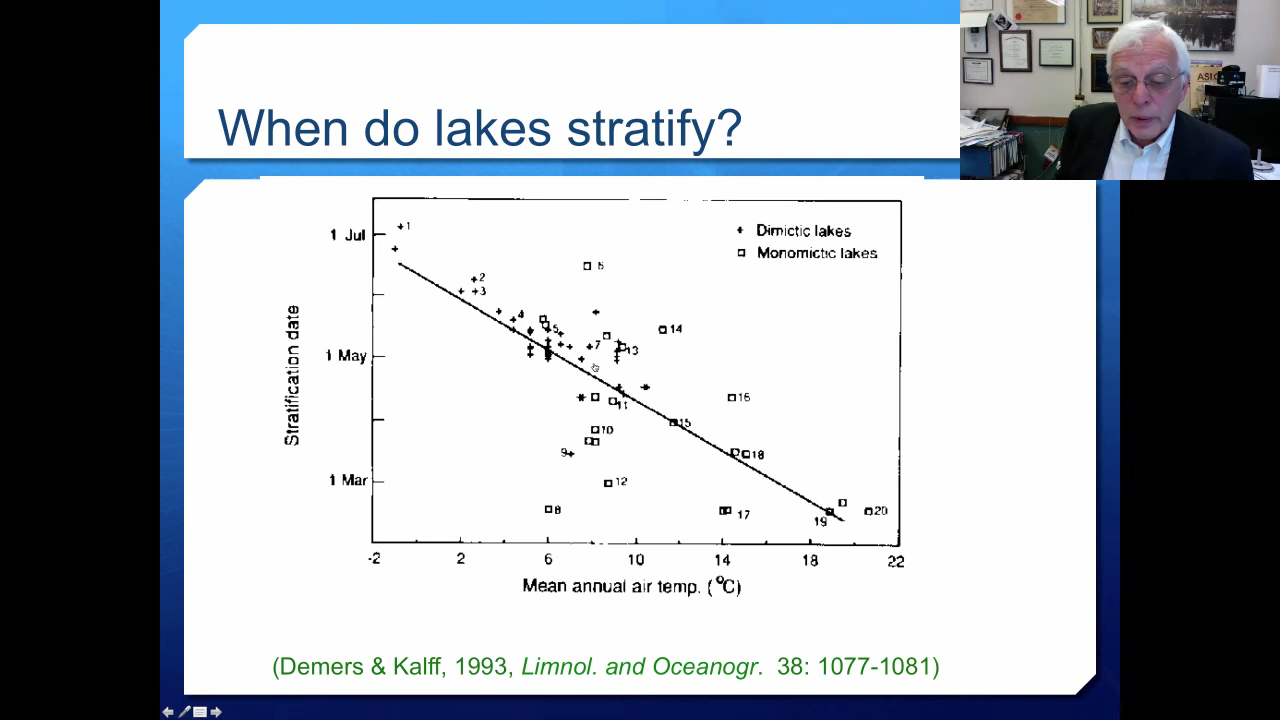 When do lakes stratify?
1 Jul
1 May
1 Mar
Stratification date
+ Dimictic lakes
Monomictic lakes
1
2
3
4
5
6
7
8
9
10
11
12
13
14
15
16
17
18
19
20
-2 2 6 10 14 18 22
Mean annual air temp. (°C)
(Demers & Kalff, 1993, Limnol. and Oceanogr. 38: 1077-1081)